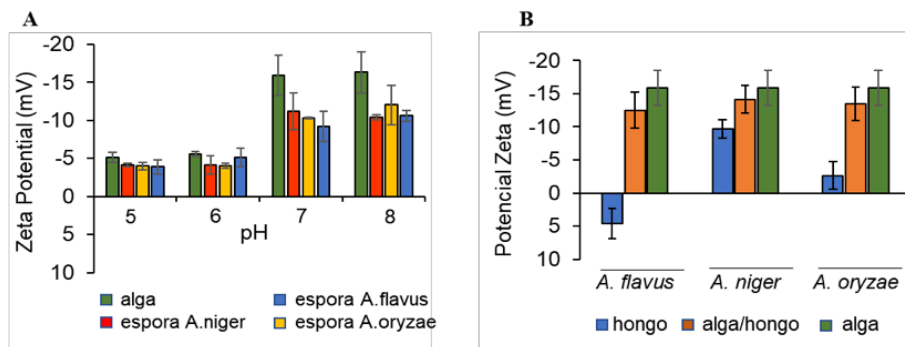 A
Zeta Potential (mV)
-20
-15
-10
-5
0
5
10
5 6 7 8
pH
alga espora A.flavus
espora A.niger espora A.oryzae
B
Potencial Zeta (mV)
-20
-15
-10
-5
0
5
10
A. flavus A. niger A. oryzae
hongo alga/hongo alga